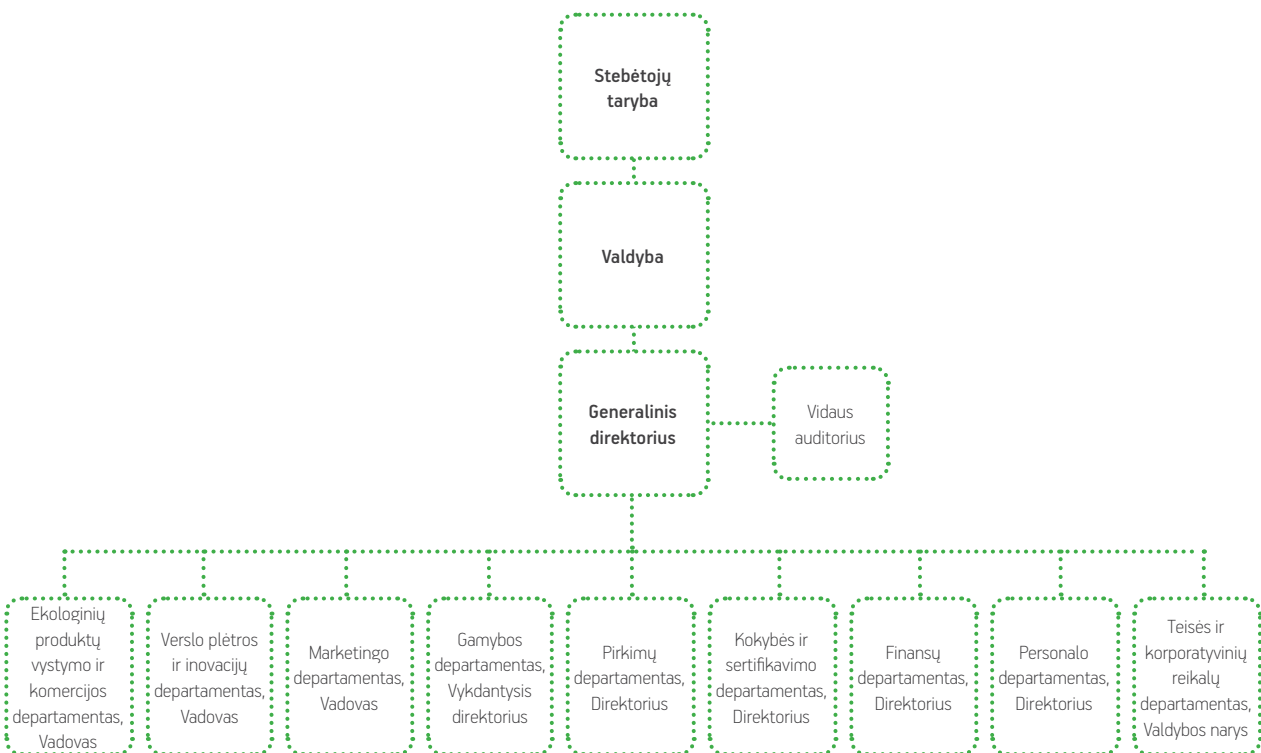 Stebėtojų
taryba
Valdyba
Generalinis
direktorius
Vidaus
auditorius
Ekologinių
produktų
vystymo ir
komercijos
departamentas,
Vadovas
Verslo plėtros
ir inovacijų
departamentas,
Vadovas
Marketingo
departamentas,
Vadovas
Gamybos
departamentas,
Vykdantysis
direktorius
Pirkimų
departamentas,
Direktorius
Kokybės ir
sertifikavimo
departamentas,
Direktorius
Finansų
departamentas,
Direktorius
Personalo
departamentas,
Direktorius
Teisės ir
korporatyvinių
reikalų
departamentas,
Valdybos narys